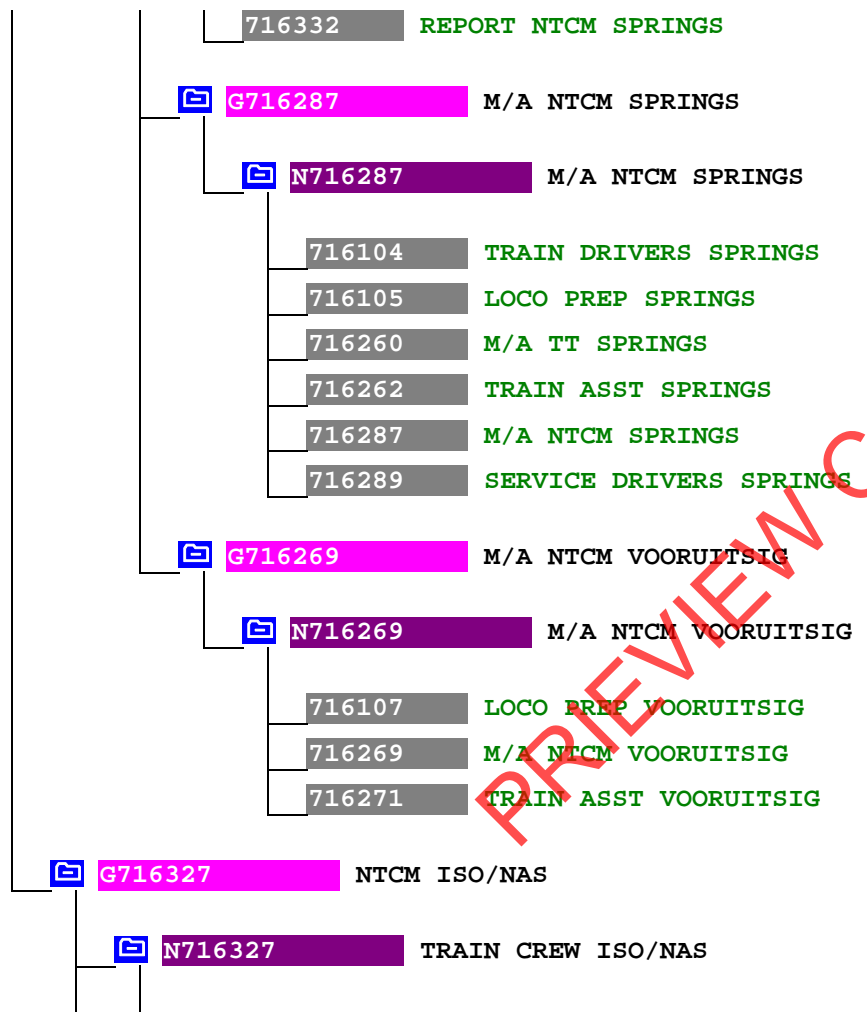 716332 REPORT NTCM SPRINGS
G716287 M/A NTCM SPRINGS
N716287 M/A NTCM SPRINGS
716104 TRAIN DRIVERS SPRINGS
716105 LOCO PREP SPRINGS
716260 M/A TT SPRINGS
716262 TRAIN ASST SPRINGS
716287 M/A NTCM SPRINGS
716289 SERVICE DRIVERS SPRINGS
G716269 M/A NTCM VOORUITSIG
N716269 M/A NTCM VOORUITSIG
716107 LOCO PREP VOORUITSIG
716269 M/A NTCM VOORUITSIG
716271 TRAIN ASST VOORUITSIG
G716327 NTCM ISO/NAS
N716327 TRAIN CREW ISO/NAS
PRIEVIEW C